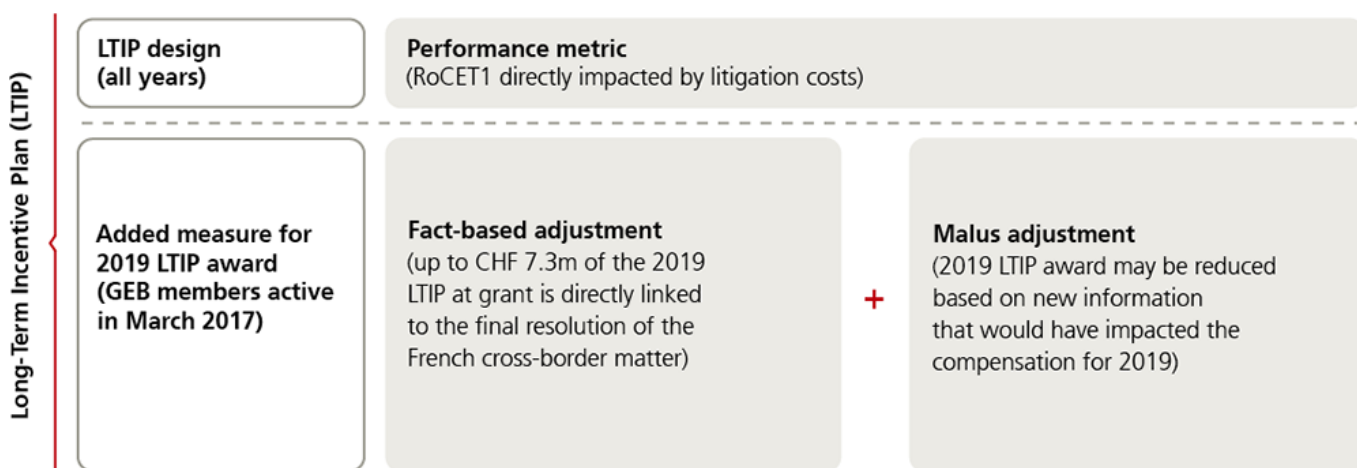 Long-Term Incentive Plan (LTIP)
LTIP design
(all years)
Performance metric
(RoCET1 directly impacted by litigation costs)
Added measure for
2019 LTIP award
(GEB members active
in March 2017)
Fact-based adjustment
(up to CHF 7.3m of the 2019
LTIP at grant is directly linked
to the final resolution of the
French cross-border matter)
+
Malus adjustment
(2019 LTIP award may be reduced
based on new information
that would have impacted the
compensation for 2019)